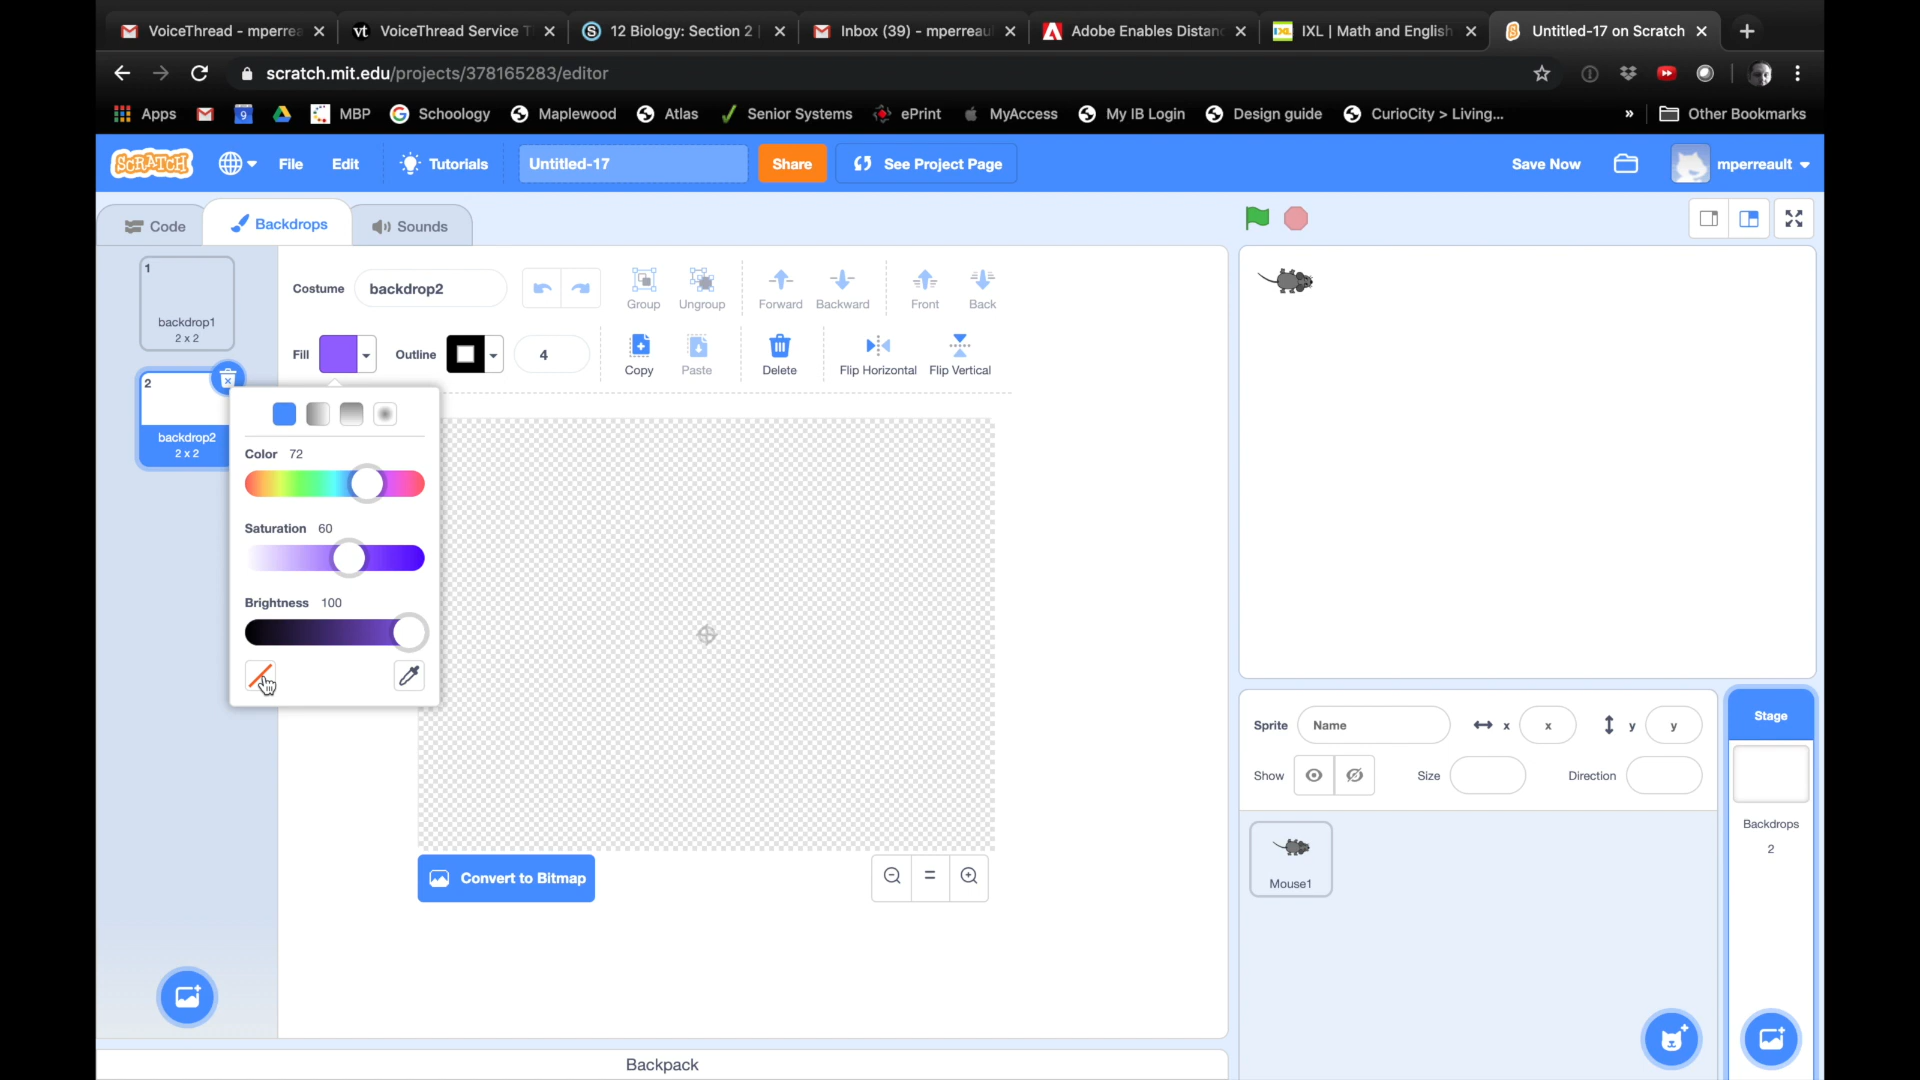 VoiceThread - mperrea
VoiceThread Service T
12 Biology: Section 2
Inbox (39) - mperreau
Adobe Enables Distanc
IXL | Math and English
Untitled-17 on Scratch
scratch.mit.edu/projects/378165283/editor
Apps
9
MBP
Schoology
Maplewood
Atlas
Senior Systems
ePrint
MyAccess
My IB Login
Design guide
CurioCity > Living...
»
Other Bookmarks
SCRATCH
File
Edit
Tutorials
Untitled-17
Share
See Project Page
Save Now
mperreault
Code
Backdrops
Sounds
1
backdrop1
2 x 2
2
backdrop2
2 x 2
Costume
backdrop2
Group
Ungroup
Forward
Backward
Front
Back
Fill
Outline
4
Copy
Paste
Delete
Flip Horizontal
Flip Vertical
Color 72
Saturation 60
Brightness 100
Convert to Bitmap
Sprite
Name
x
x
y
y
Show
Size
Direction
Mouse1
Stage
Backdrops
2
Backpack